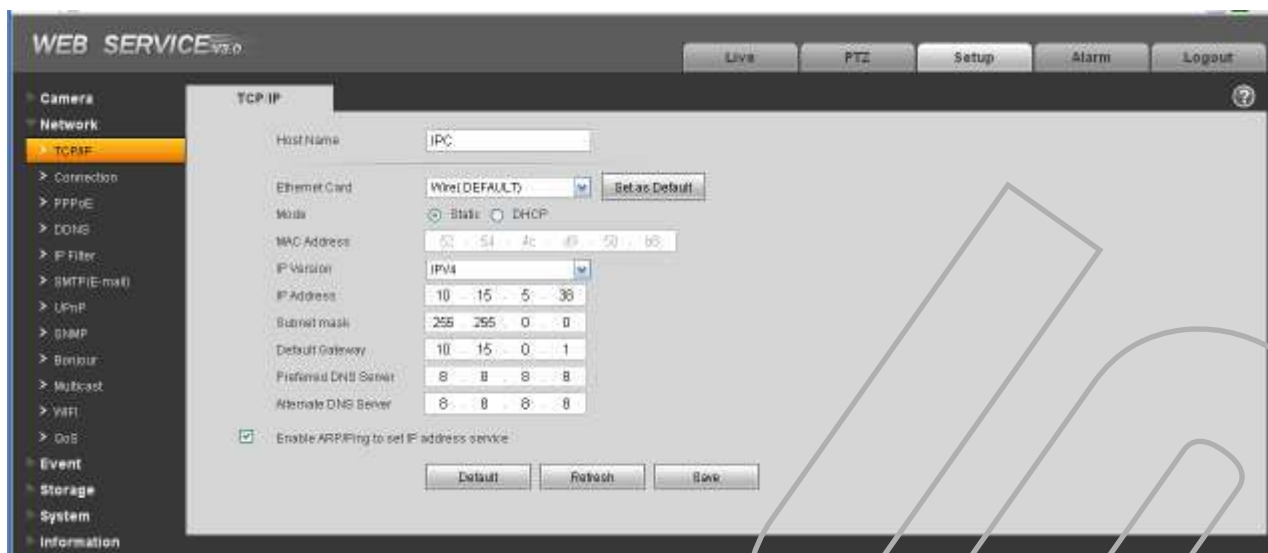 WEB SERVICE V3.0
Live PTZ Setup Alarm Logout
Camera
Network
TCP/IP
Connection
PPPoE
DDNS
IP Filter
SMTP(E-mail)
UPnP
SNMP
Bonjour
Multicast
WIFI
QoS
Event
Storage
System
Information
TCP/IP
Host Name IPC
Ethernet Card Wire(DEFAULT) Set as Default
Mode Static DHCP
MAC Address
IP Version IPV4
IP Address 10 . 15 . 5 . 38
Subnet mask 255 . 255 . 0 . 0
Default Gateway 10 . 15 . 0 . 1
Preferred DNS Server 8 . 8 . 8 . 8
Alternate DNS Server 8 . 8 . 8 . 8
Enable ARP/Ping to set IP address service
Default Refresh Save